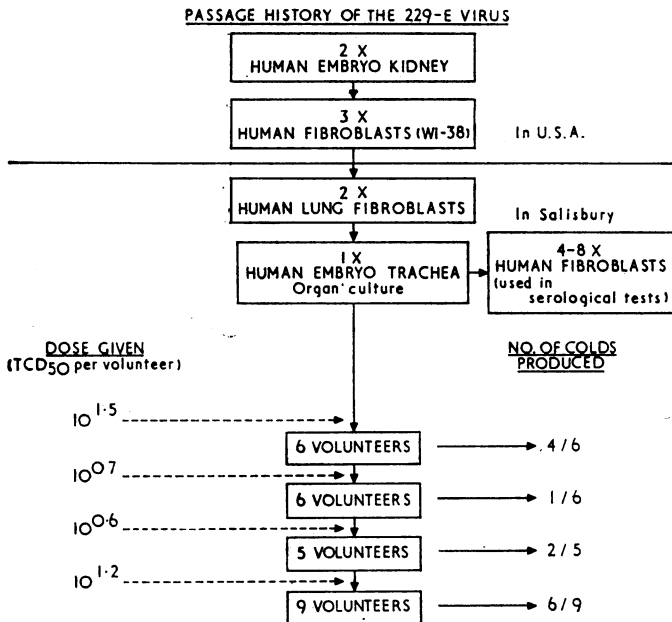 PASSAGE HISTORY OF THE 229-E VIRUS
2 X
HUMAN EMBRYO KIDNEY
3 X
HUMAN FIBROBLASTS (WI-38)
In U.S.A.
2 X
HUMAN LUNG FIBROBLASTS
In Salisbury
1 X
HUMAN EMBRYO TRACHEA
Organ culture
4-8 X
HUMAN FIBROBLASTS
(used in
serological tests)
DOSE GIVEN
(TCD50 per volunteer)
NO. OF COLDS
PRODUCED
10^1.5
6 VOLUNTEERS
4/6
10^0.7
6 VOLUNTEERS
1/6
10^0.6
5 VOLUNTEERS
2/5
10^1.2
9 VOLUNTEERS
6/9